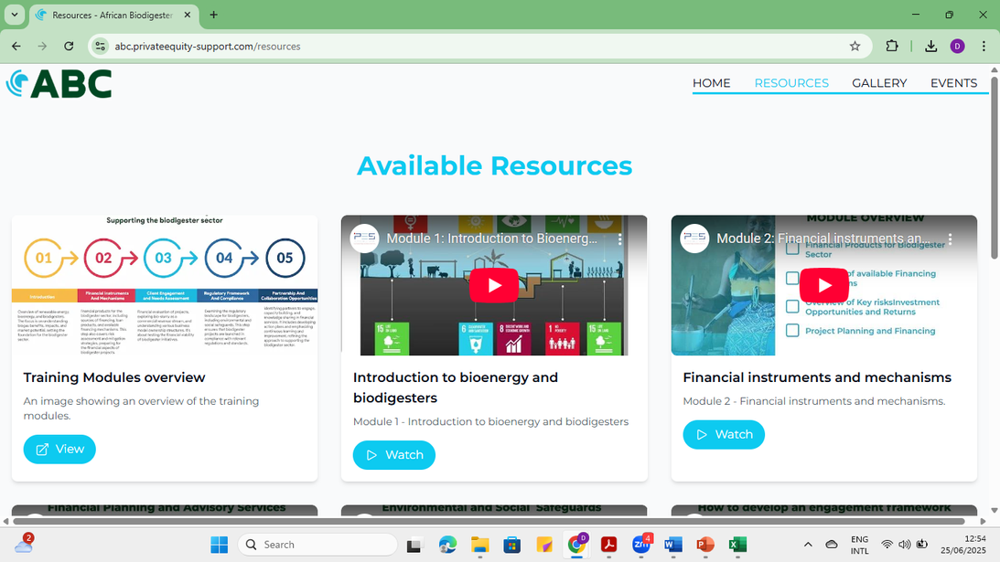 Resources - African Biodigester
abc.privateequity-support.com/resources
D
ABC
HOME
RESOURCES
GALLERY
EVENTS
Available Resources
Supporting the biodigester sector
01
02
03
04
05
Introduction
Financial Instruments And Mechanisms
Client Engagement and Needs Assessment
Regulatory Framework And Compliance
Partnership And Collaboration Opportunities
Training Modules overview
An image showing an overview of the training
modules.
View
PES
Module 1: Introduction to Bioenerg...
Introduction to bioenergy and
biodigesters
Module 1 - Introduction to bioenergy and biodigesters
Watch
MODULE OVERVIEW
PES
Module 2: Financial instruments an...
Financial Products for Biodigester
Sector
of available Financing
Overview of Key risksInvestment
Opportunities and Returns
Project Planning and Financing
Financial instruments and mechanisms
Module 2 - Financial instruments and mechanisms.
Watch
Financial Planning and Advisory Services
Environmental and Social Safeguards
How to develop an engagement framework
2
Search
D
4
zm
ENG
INTL
12:54
25/06/2025